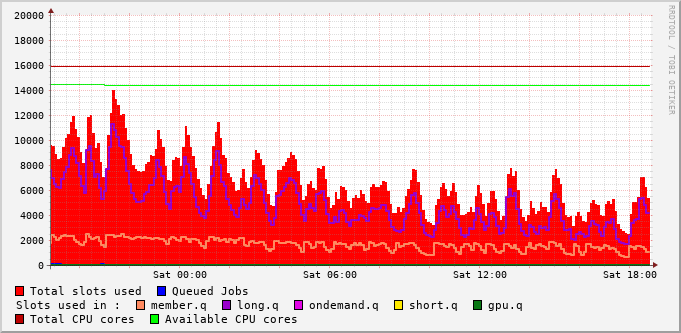 20000
18000
16000
14000
12000
10000
8000
6000
4000
2000
0
Sat 00:00 Sat 06:00 Sat 12:00 Sat 18:00
RRDTOOL / TOBI OETIKER
Total slots used Queued Jobs
Slots used in : member.q long.q ondemand.q short.q gpu.q
Total CPU cores Available CPU cores